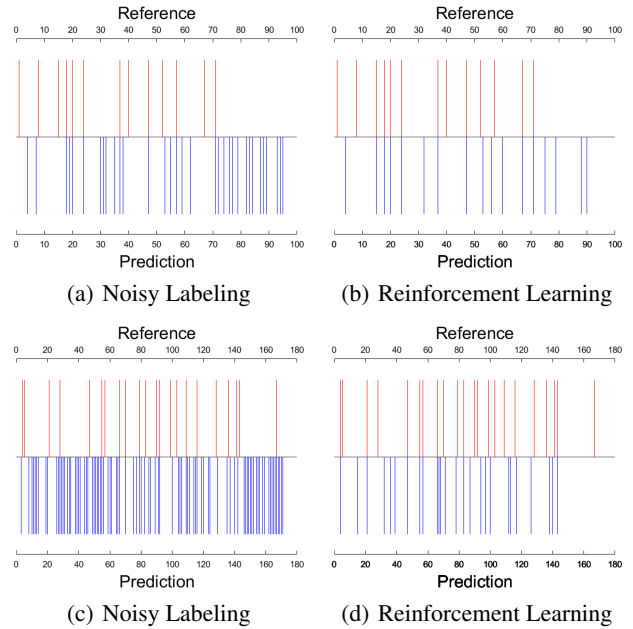 Reference Reference
0 10 20 30 40 50 60 70 80 90 100 0 10 20 30 40 50 60 70 80 90 100
0 10 20 30 40 50 60 70 80 90 100 0 10 20 30 40 50 60 70 80 90 100
Prediction Prediction
(a) Noisy Labeling (b) Reinforcement Learning
Reference Reference
0 20 40 60 80 100 120 140 160 180 0 20 40 60 80 100 120 140 160 180
0 20 40 60 80 100 120 140 160 180 0 20 40 60 80 100 120 140 160 180
Prediction Prediction
(c) Noisy Labeling (d) Reinforcement Learning